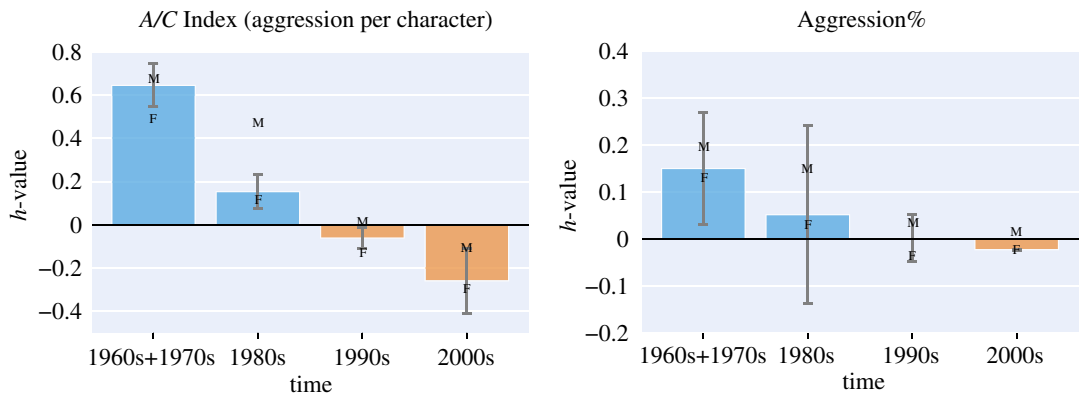 A/C Index (aggression per character)
h-value
0.8
0.6
0.4
0.2
0
−0.2
−0.4
M
F
M
F
M
F
M
F
1960s+1970s 1980s 1990s 2000s
time
Aggression%
h-value
0.4
0.3
0.2
0.1
0
−0.1
−0.2
M
F
M
F
M
F
M
F
1960s+1970s 1980s 1990s 2000s
time